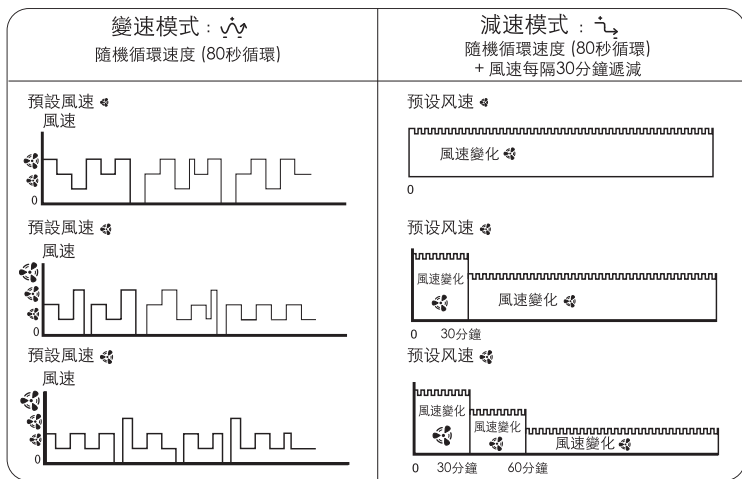 變速模式：
隨機循環速度 (80秒循環)
預設風速
風速
0
預設風速
風速
0
預設風速
風速
0
減速模式：
隨機循環速度 (80秒循環)
+ 風速每隔30分鐘遞減
预设风速
風速變化
0
预设风速
風速變化
風速變化
0 30分鐘
预设风速
風速變化
風速變化
風速變化
0 30分鐘 60分鐘